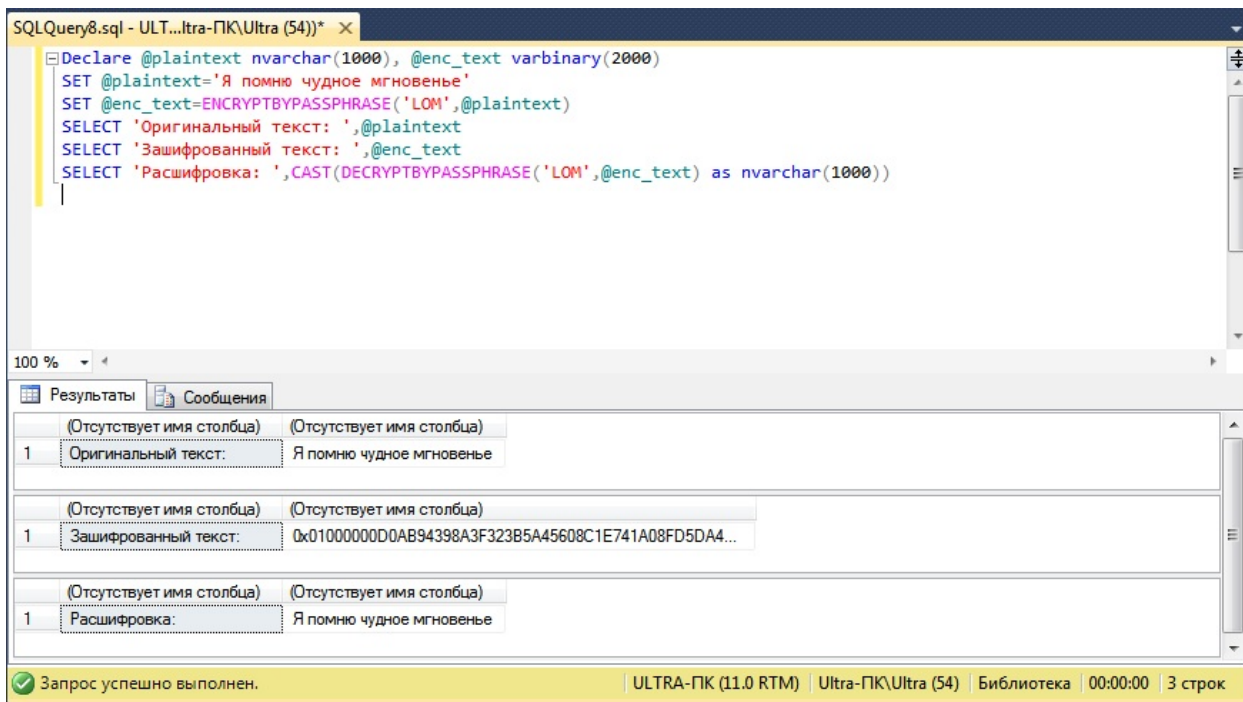 SQLQuery8.sql - ULT...ltra-ПК\Ultra (54))*
Declare @plaintext nvarchar(1000), @enc_text varbinary(2000)
SET @plaintext='Я помню чудное мгновенье'
SET @enc_text=ENCRYPTBYPASSPHRASE('LOM',@plaintext)
SELECT 'Оригинальный текст: ',@plaintext
SELECT 'Зашифрованный текст: ',@enc_text
SELECT 'Расшифровка: ',CAST(DECRYPTBYPASSPHRASE('LOM',@enc_text) as nvarchar(1000))
100 %
Результаты Сообщения
(Отсутствует имя столбца) (Отсутствует имя столбца)
1 Оригинальный текст: Я помню чудное мгновенье
(Отсутствует имя столбца) (Отсутствует имя столбца)
1 Зашифрованный текст: 0x01000000D0AB94398A3F323B5A45608C1E741A08FD5DA4...
(Отсутствует имя столбца) (Отсутствует имя столбца)
1 Расшифровка: Я помню чудное мгновенье
Запрос успешно выполнен. ULTRA-ПК (11.0 RTM) Ultra-ПК\Ultra (54) Библиотека 00:00:00 3 строк